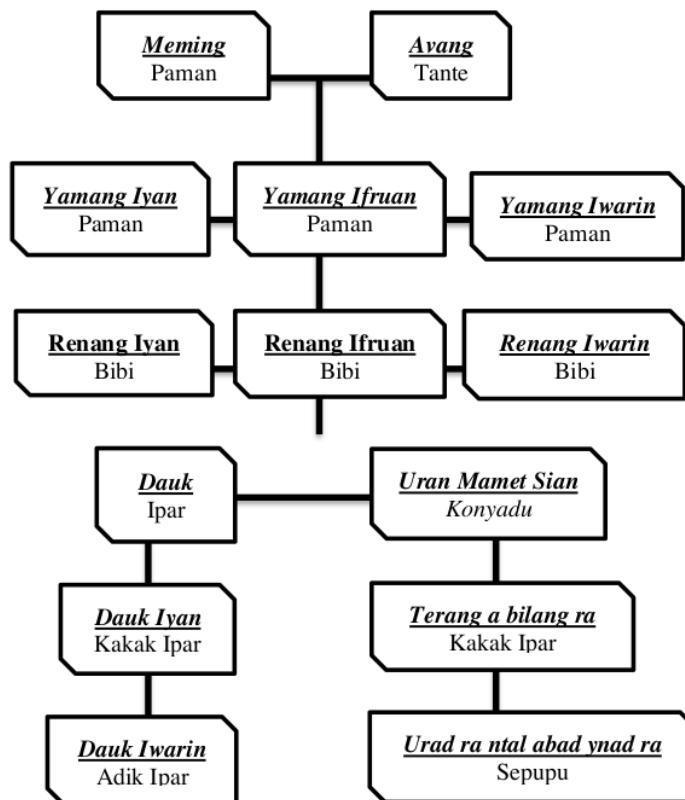 Meming
Paman
Avang
Tante
Yamang Iyan
Paman
Yamang Ifruan
Paman
Yamang Iwarin
Paman
Renang Iyan
Bibi
Renang Ifruan
Bibi
Renang Iwarin
Bibi
Dauk
Ipar
Uran Mamet Sian
Konyadu
Dauk Iyan
Kakak Ipar
Terang a bilang ra
Kakak Ipar
Dauk Iwarin
Adik Ipar
Urad ra ntal abad ynad ra
Sepupu